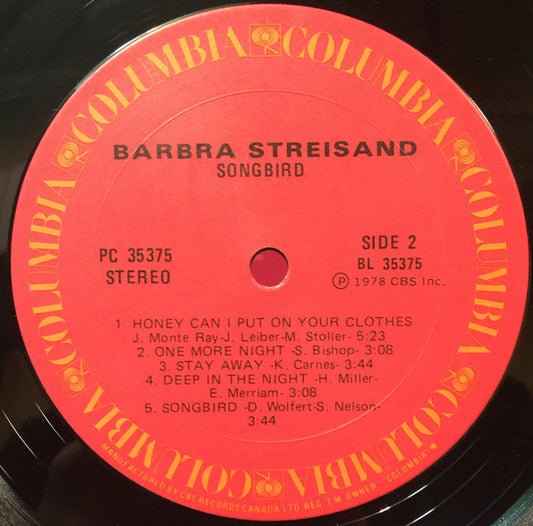 COLUMBIA COLUMBIA COLUMBIA COLUMBIA COLUMBIA COLUMBIA
BARBRA STREISAND
SONGBIRD
PC 35375
STEREO
SIDE 2
BL 35375
Ⓟ 1978 CBS Inc.
1. HONEY CAN I PUT ON YOUR CLOTHES
J. Monte Ray-J. Leiber-M. Stoller- 5:23
2. ONE MORE NIGHT -S. Bishop- 3:08
3. STAY AWAY -K. Carnes- 3:44
4. DEEP IN THE NIGHT -H. Miller-
E. Merriam- 3:08
5. SONGBIRD -D. Wolfert-S. Nelson-
3:44
MANUFACTURED BY CBS RECORDS CANADA LTD REG. T.M. OWNER "COLUMBIA"